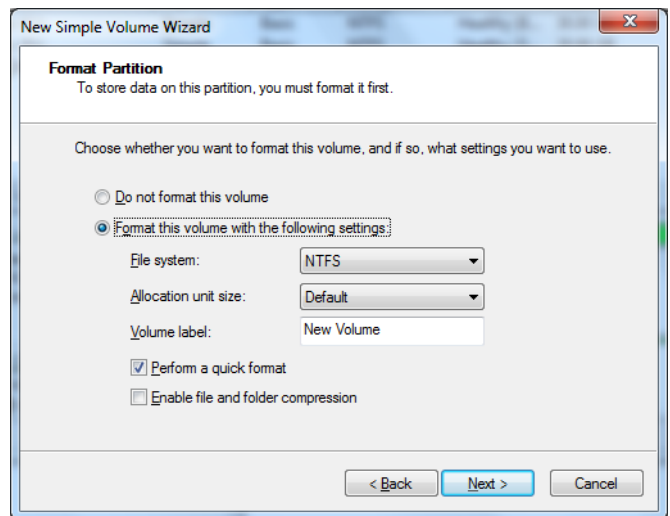 New Simple Volume Wizard
Format Partition
To store data on this partition, you must format it first.
Choose whether you want to format this volume, and if so, what settings you want to use.
Do not format this volume
Format this volume with the following settings:
File system: NTFS
Allocation unit size: Default
Volume label: New Volume
Perform a quick format
Enable file and folder compression
< Back Next > Cancel